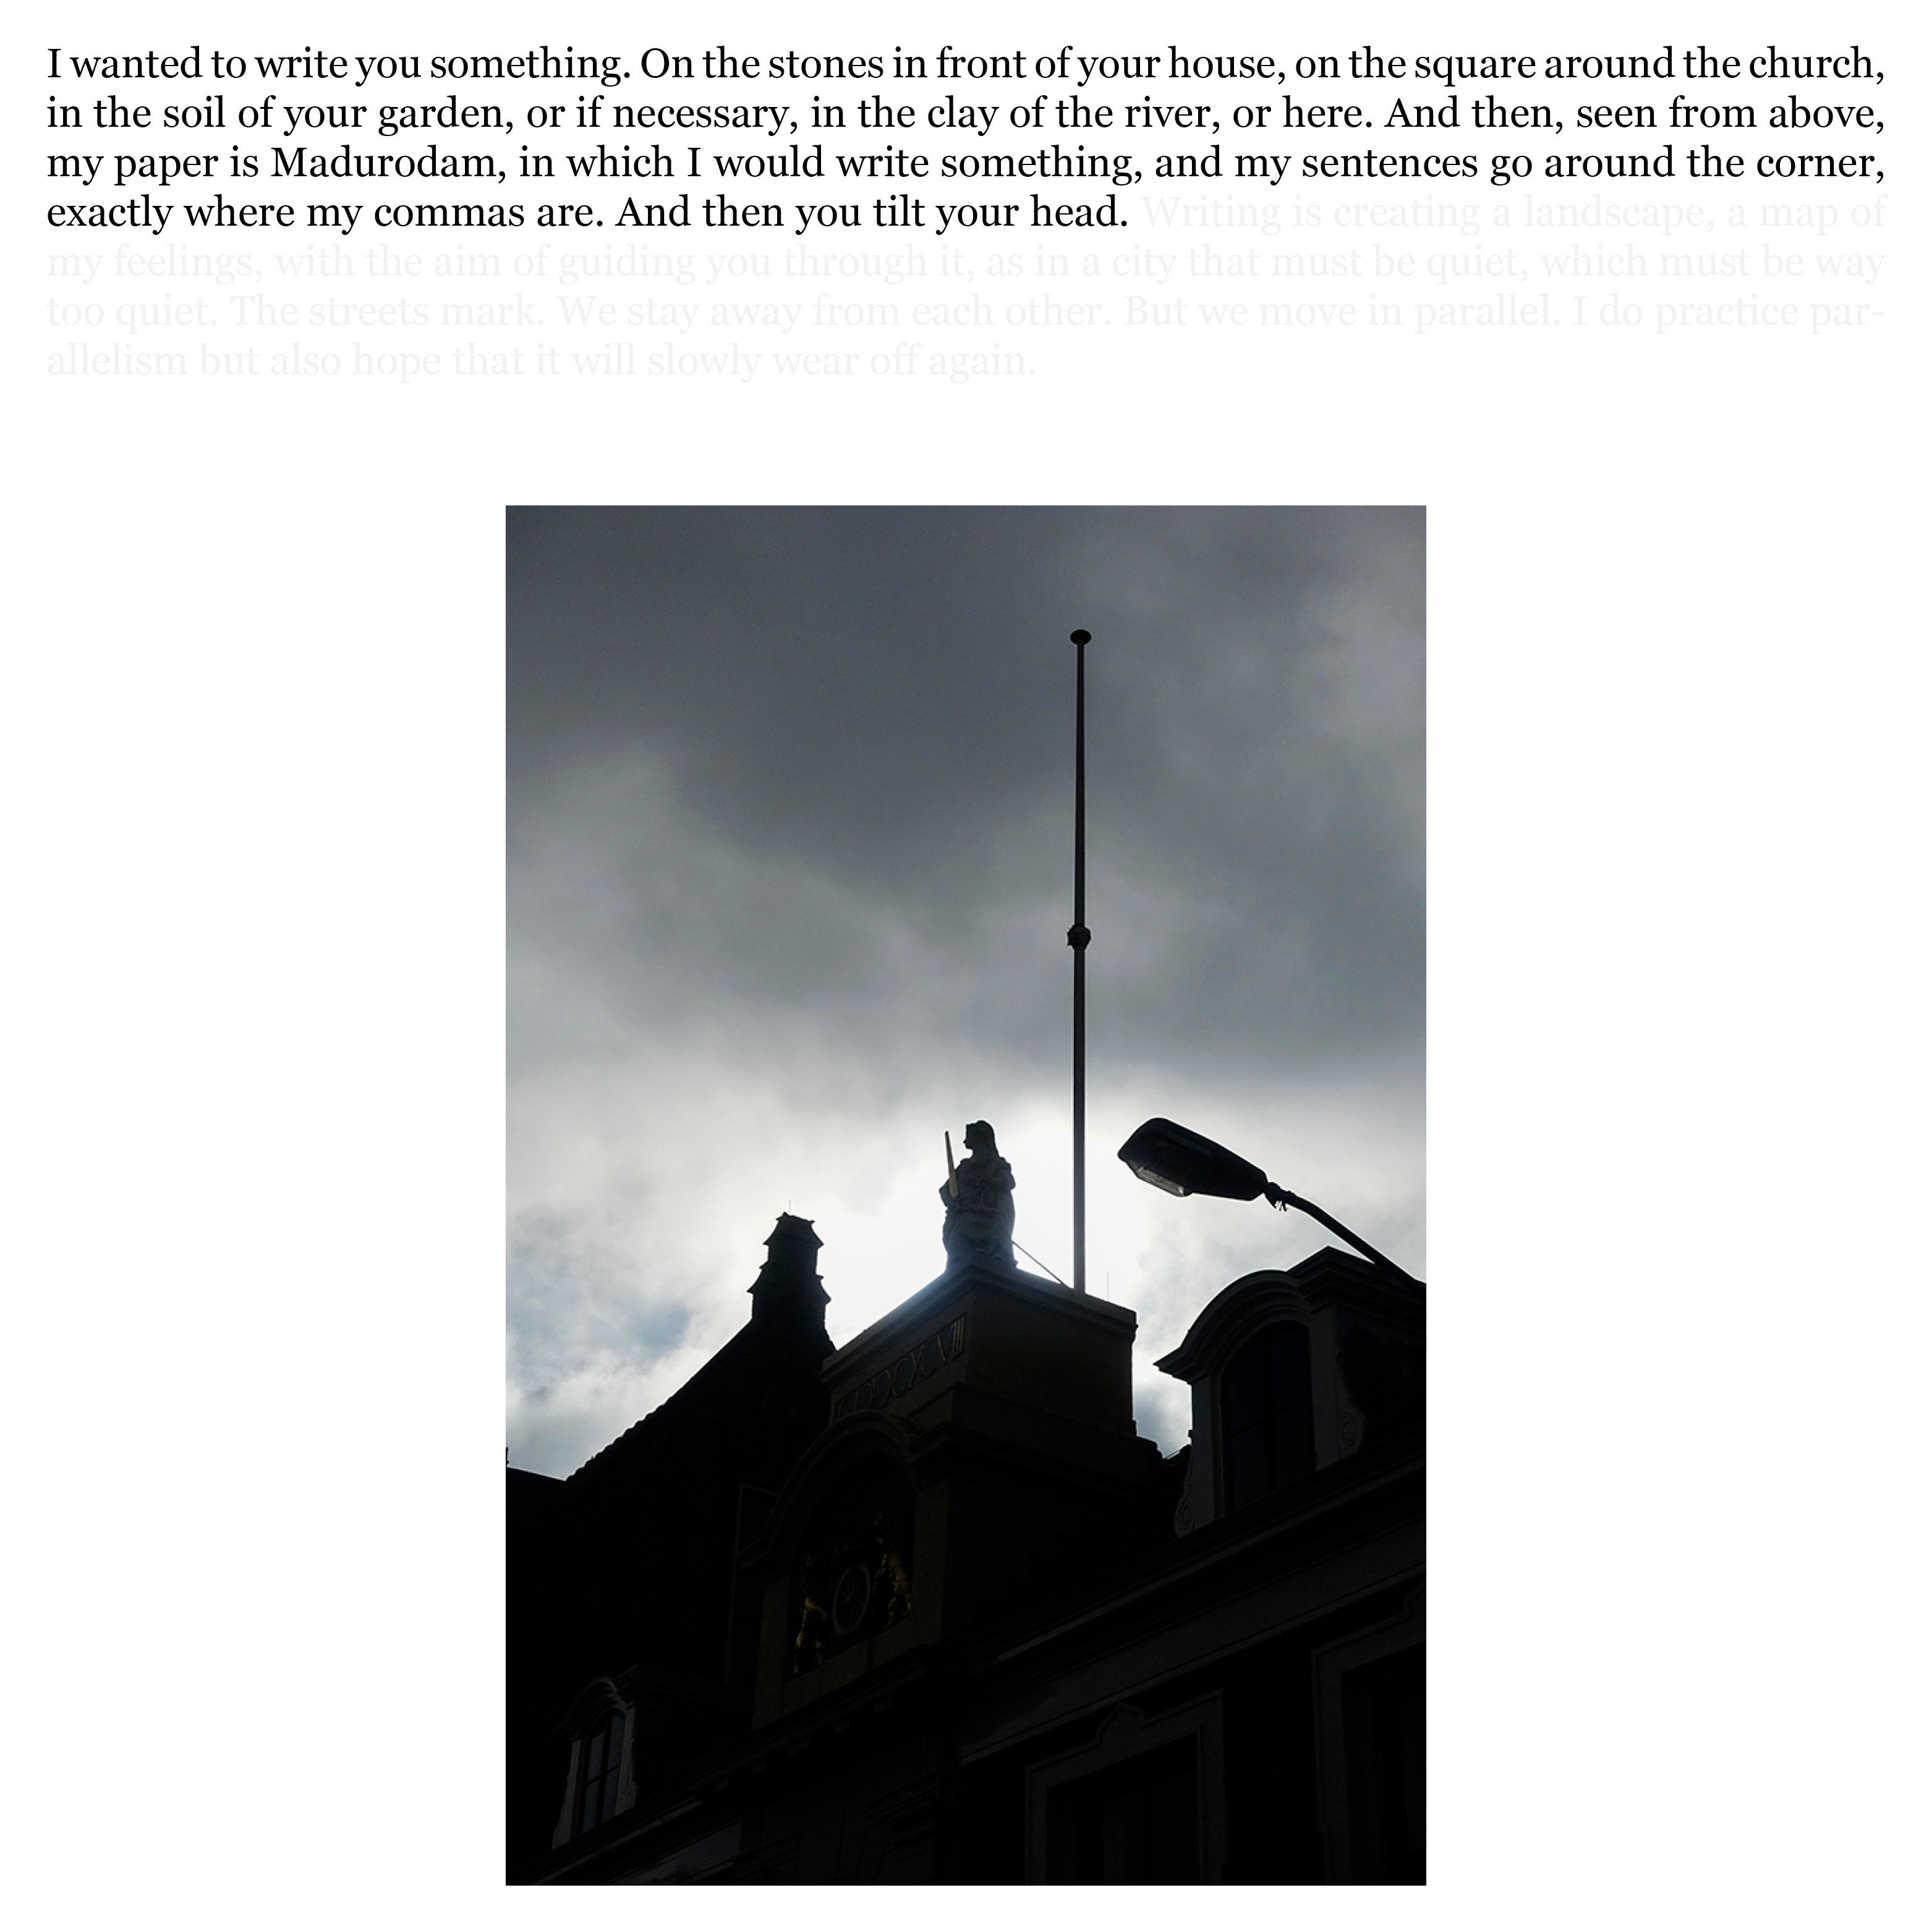 I wanted to write you something. On the stones in front of your house, on the square around the church,
in the soil of your garden, or if necessary, in the clay of the river, or here. And then, seen from above,
my paper is Madurodam, in which I would write something, and my sentences go around the corner,
exactly where my commas are. And then you tilt your head. Writing is creating a landscape, a map of
my feelings, with the aim of guiding you through it, as in a city that must be quiet, which must be way
too quiet. The streets mark. We stay away from each other. But we move in parallel. I do practice par-
allelism but also hope that it will slowly wear off again.